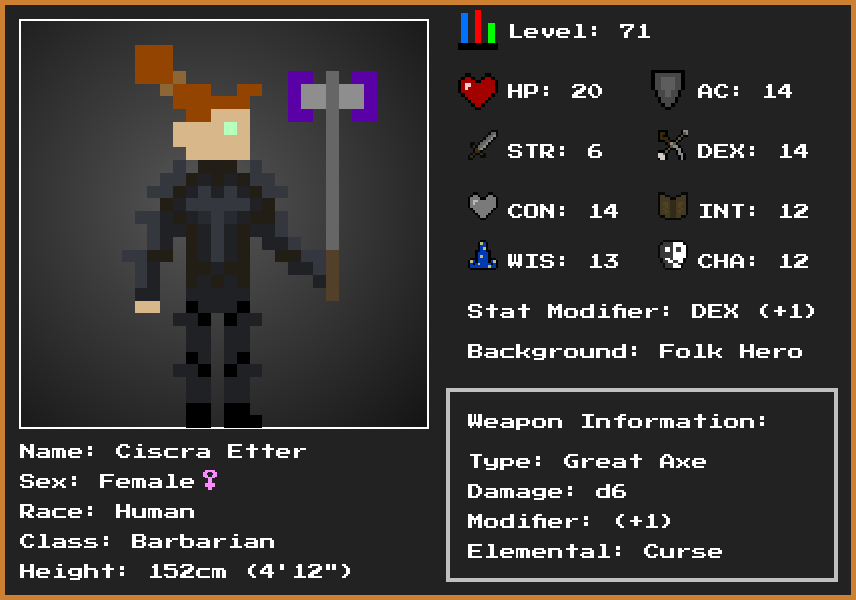 Level: 71
HP: 20 AC: 14
STR: 6 DEX: 14
CON: 14 INT: 12
WIS: 13 CHA: 12
Stat Modifier: DEX (+1)
Background: Folk Hero
Weapon Information:
Type: Great Axe
Damage: d6
Modifier: (+1)
Elemental: Curse
Name: Ciscra Etter
Sex: Female♀
Race: Human
Class: Barbarian
Height: 152cm (4'12")